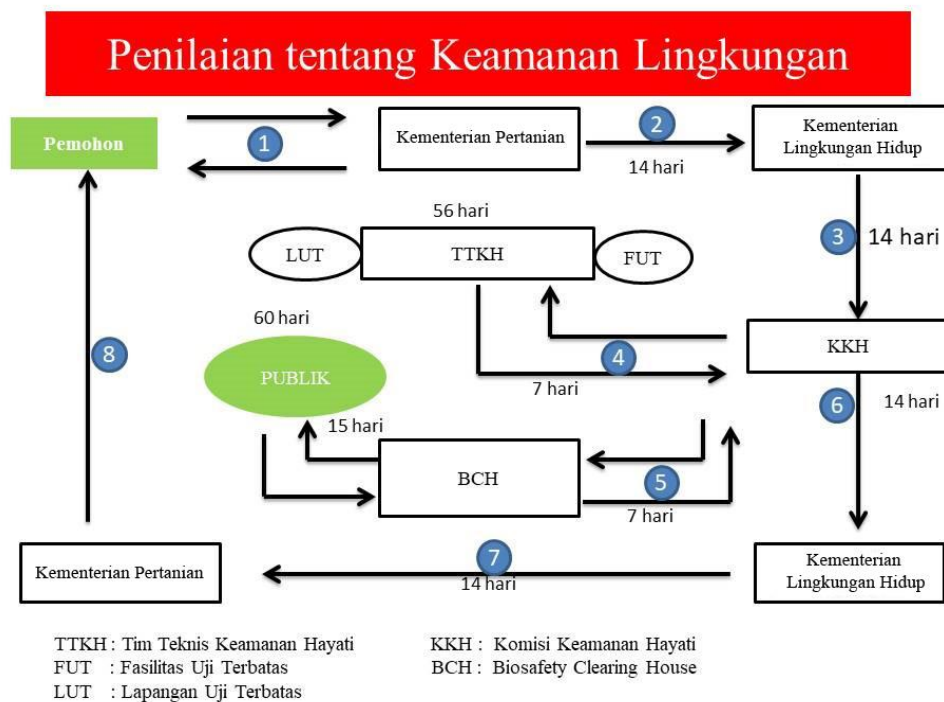 Penilaian tentang Keamanan Lingkungan
Pemohon
1
Kementerian Pertanian
2
14 hari
Kementerian
Lingkungan Hidup
3
14 hari
56 hari
LUT
TTKH
FUT
60 hari
PUBLIK
8
4
7 hari
KKH
6
14 hari
15 hari
BCH
5
7 hari
Kementerian Pertanian
7
14 hari
Kementerian
Lingkungan Hidup
TTKH : Tim Teknis Keamanan Hayati
FUT : Fasilitas Uji Terbatas
LUT : Lapangan Uji Terbatas
KKH : Komisi Keamanan Hayati
BCH : Biosafety Clearing House